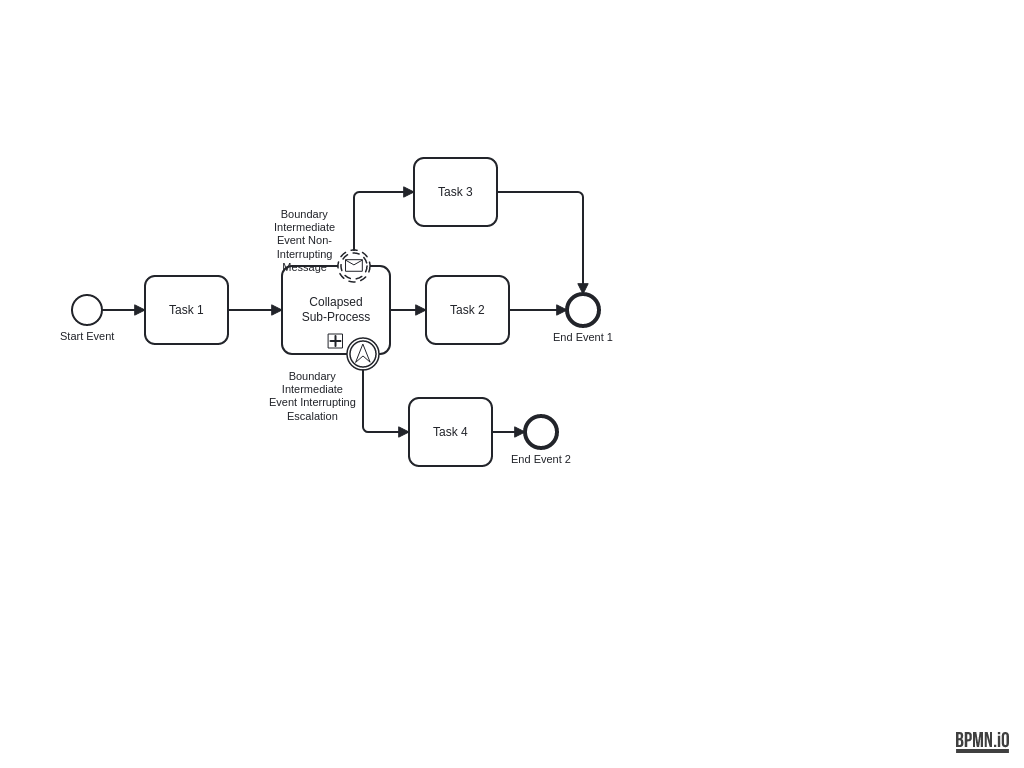 Task 3
Boundary
Intermediate
Event Non-
Interrupting
Message
Start Event
Task 1
Collapsed
Sub-Process
Task 2
End Event 1
Boundary
Intermediate
Event Interrupting
Escalation
Task 4
End Event 2
BPMN.iO